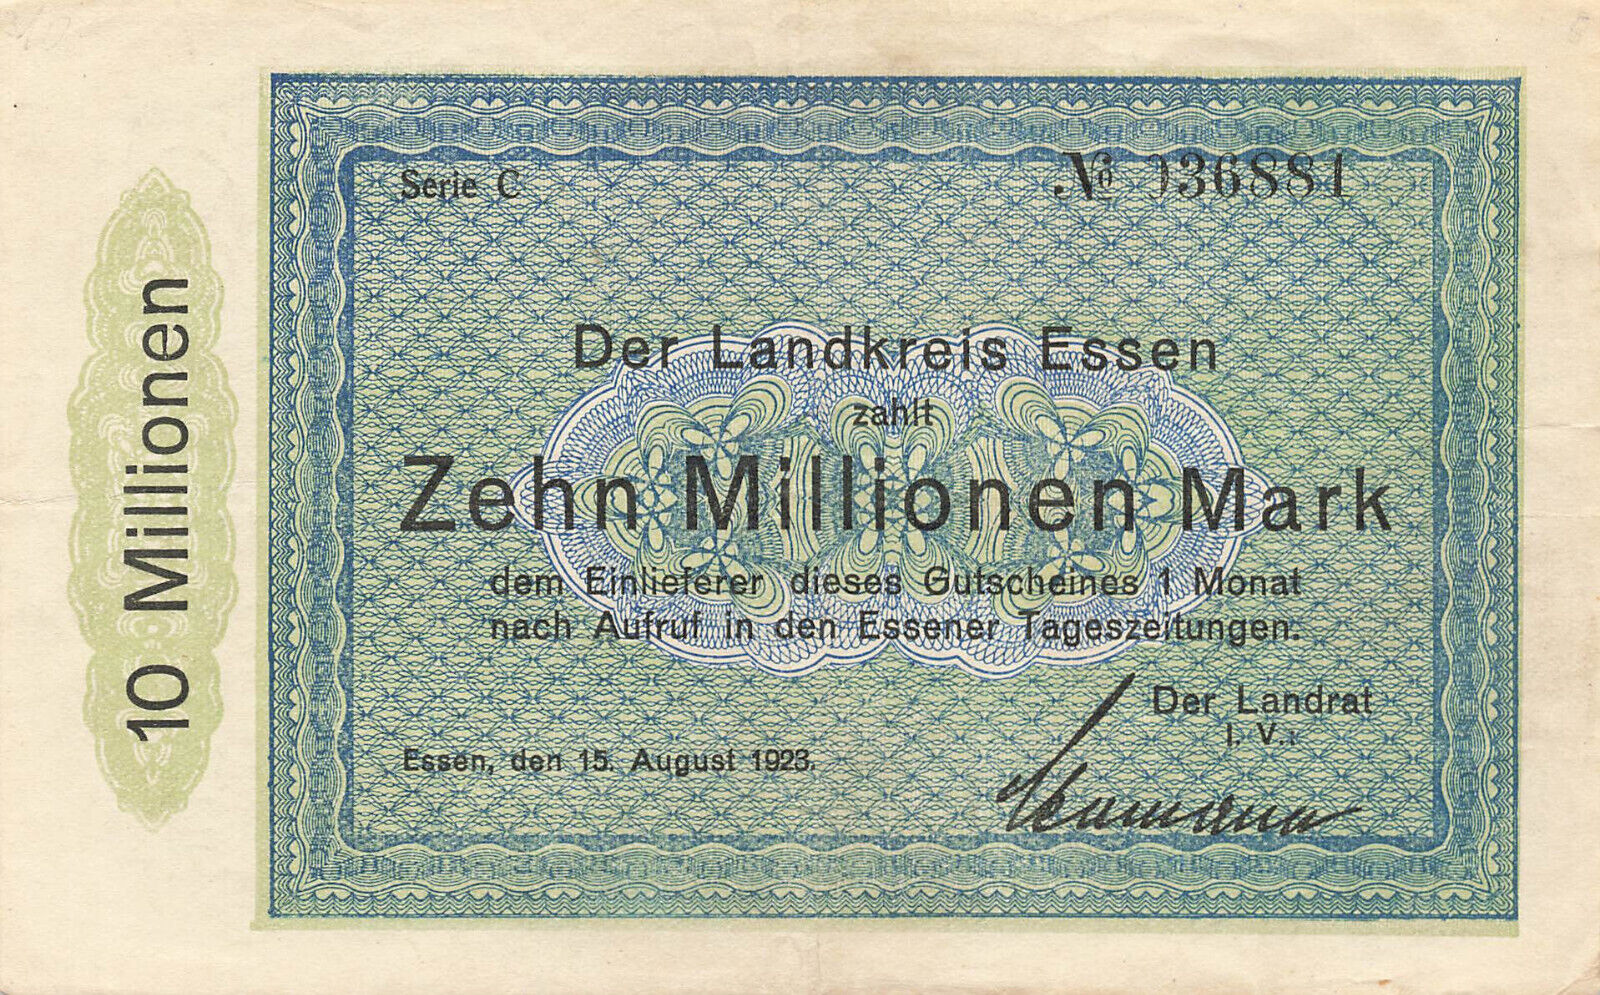 Serie C
№ 036881
Der Landkreis Essen
zahlt
Zehn Millionen Mark
dem Einlieferer dieses Gutscheines 1 Monat
nach Aufruf in den Essener Tageszeitungen.
Der Landrat
I. V.:
Essen, den 15. August 1923.
10 Millionen